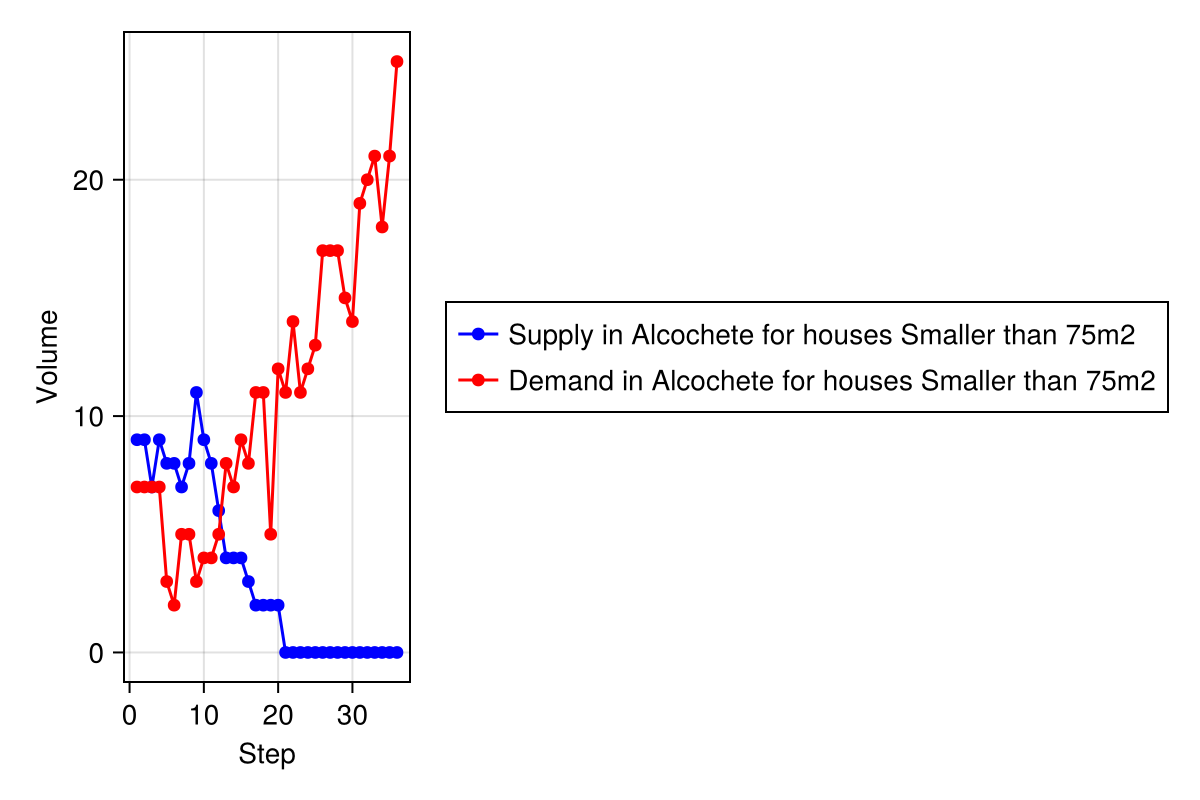 Volume
20
10
0
0 10 20 30
Step
Supply in Alcochete for houses Smaller than 75m2
Demand in Alcochete for houses Smaller than 75m2